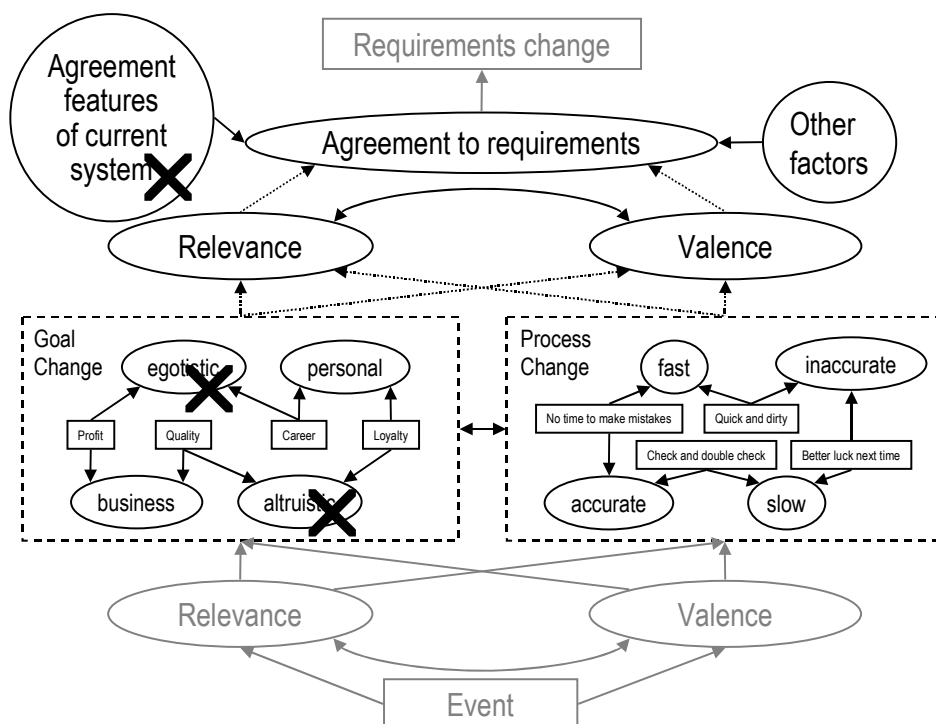 Requirements change
Agreement
features
of current
system
Agreement to requirements
Other
factors
Relevance
Valence
Goal
Change
egotistic
personal
Profit
Quality
Career
Loyalty
business
altruistic
Process
Change
fast
inaccurate
No time to make mistakes
Quick and dirty
Check and double check
Better luck next time
accurate
slow
Relevance
Valence
Event